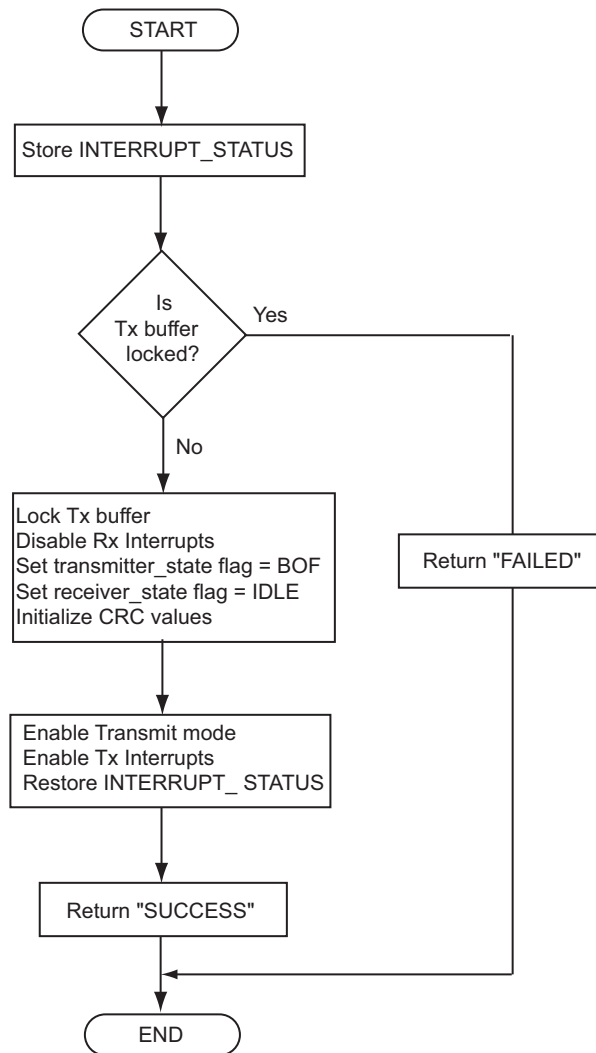 START
Store INTERRUPT_STATUS
Is
Tx buffer
locked?
Yes
No
Lock Tx buffer
Disable Rx Interrupts
Set transmitter_state flag = BOF
Set receiver_state flag = IDLE
Initialize CRC values
Return "FAILED"
Enable Transmit mode
Enable Tx Interrupts
Restore INTERRUPT_ STATUS
Return "SUCCESS"
END